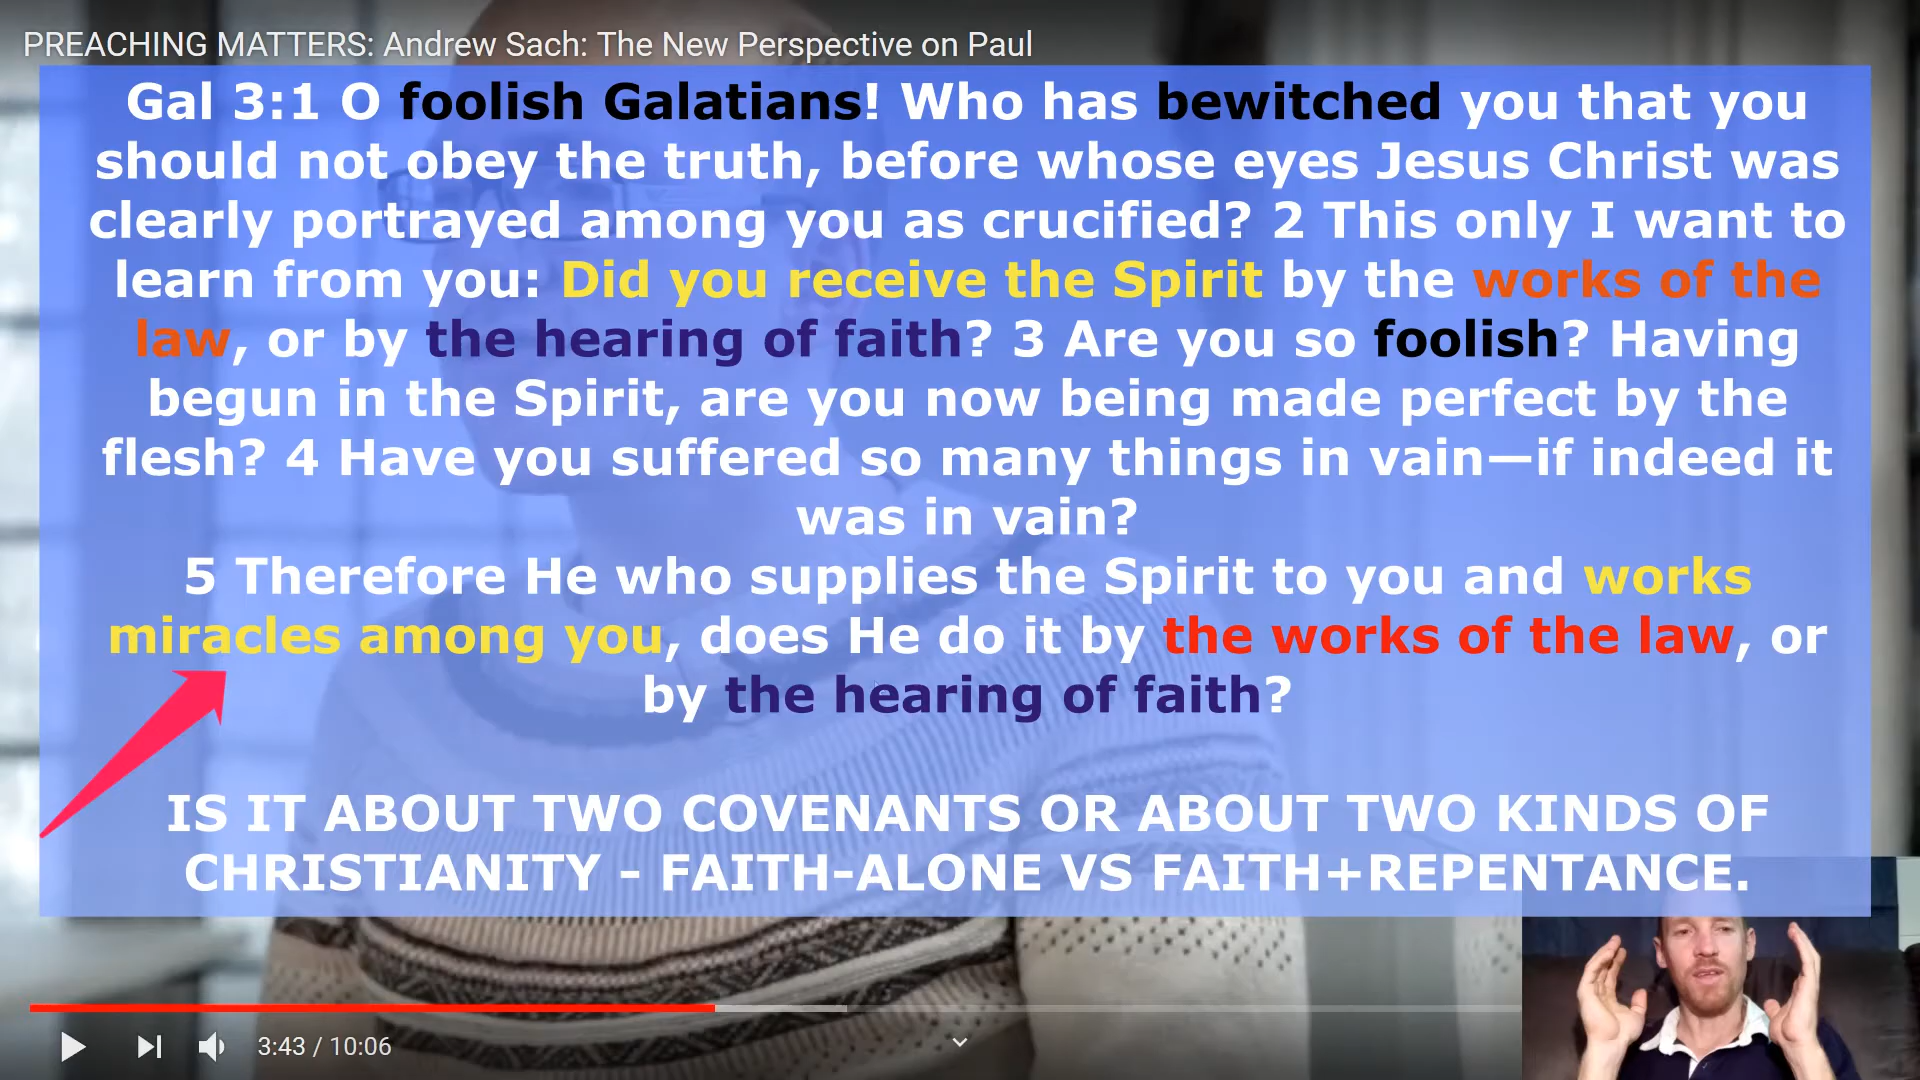 PREACHING MATTERS: Andrew Sach: The New Perspective on Paul
Gal 3:1 O foolish Galatians! Who has bewitched you that you
should not obey the truth, before whose eyes Jesus Christ was
clearly portrayed among you as crucified? 2 This only I want to
learn from you: Did you receive the Spirit by the works of the
law, or by the hearing of faith? 3 Are you so foolish? Having
begun in the Spirit, are you now being made perfect by the
flesh? 4 Have you suffered so many things in vain—if indeed it
was in vain?
5 Therefore He who supplies the Spirit to you and works
miracles among you, does He do it by the works of the law, or
by the hearing of faith?
IS IT ABOUT TWO COVENANTS OR ABOUT TWO KINDS OF
CHRISTIANITY - FAITH-ALONE VS FAITH+REPENTANCE.
3:43 / 10:06